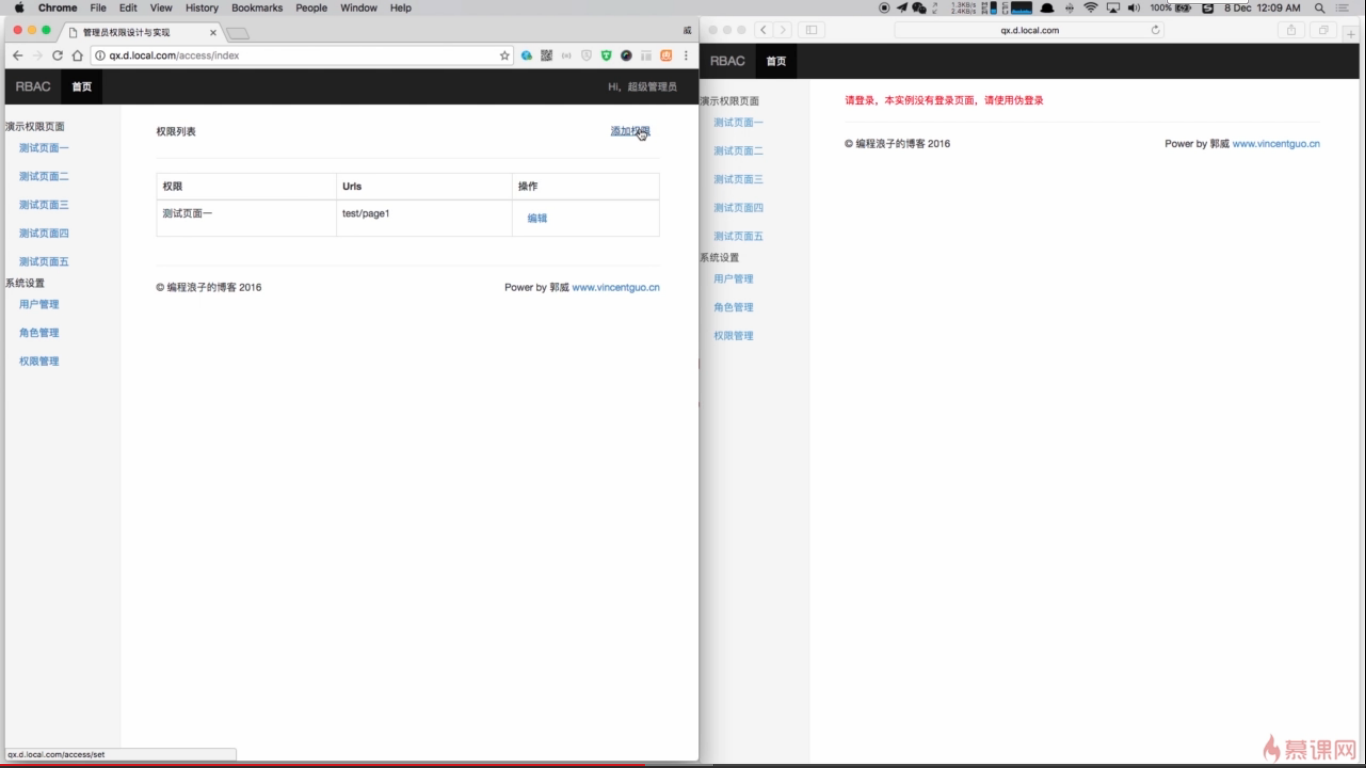 Chrome File Edit View History Bookmarks People Window Help
100% 8 Dec 12:09 AM
管理员权限设计与实现
威
qx.d.local.com/access/index
RBAC 首页 Hi，超级管理员
演示权限页面
测试页面一
测试页面二
测试页面三
测试页面四
测试页面五
系统设置
用户管理
角色管理
权限管理
权限列表 添加权限
权限 Urls 操作
测试页面一 test/page1 编辑
© 编程浪子的博客 2016 Power by 郭威 www.vincentguo.cn
qx.d.local.com/access/set
qx.d.local.com
RBAC 首页
演示权限页面
测试页面一
测试页面二
测试页面三
测试页面四
测试页面五
系统设置
用户管理
角色管理
权限管理
请登录，本实例没有登录页面，请使用伪登录
© 编程浪子的博客 2016 Power by 郭威 www.vincentguo.cn
慕课网